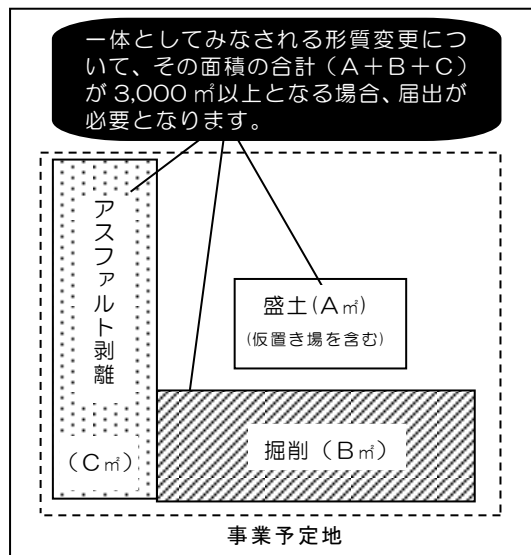 一体としてみなされる形質変更につ
いて、その面積の合計（A＋B＋C）
が 3,000 ㎡以上となる場合、届出が
必要となります。
アスファルト剥離
（C㎡）
盛土(A㎡)
(仮置き場を含む)
掘削（B㎡）
事業予定地